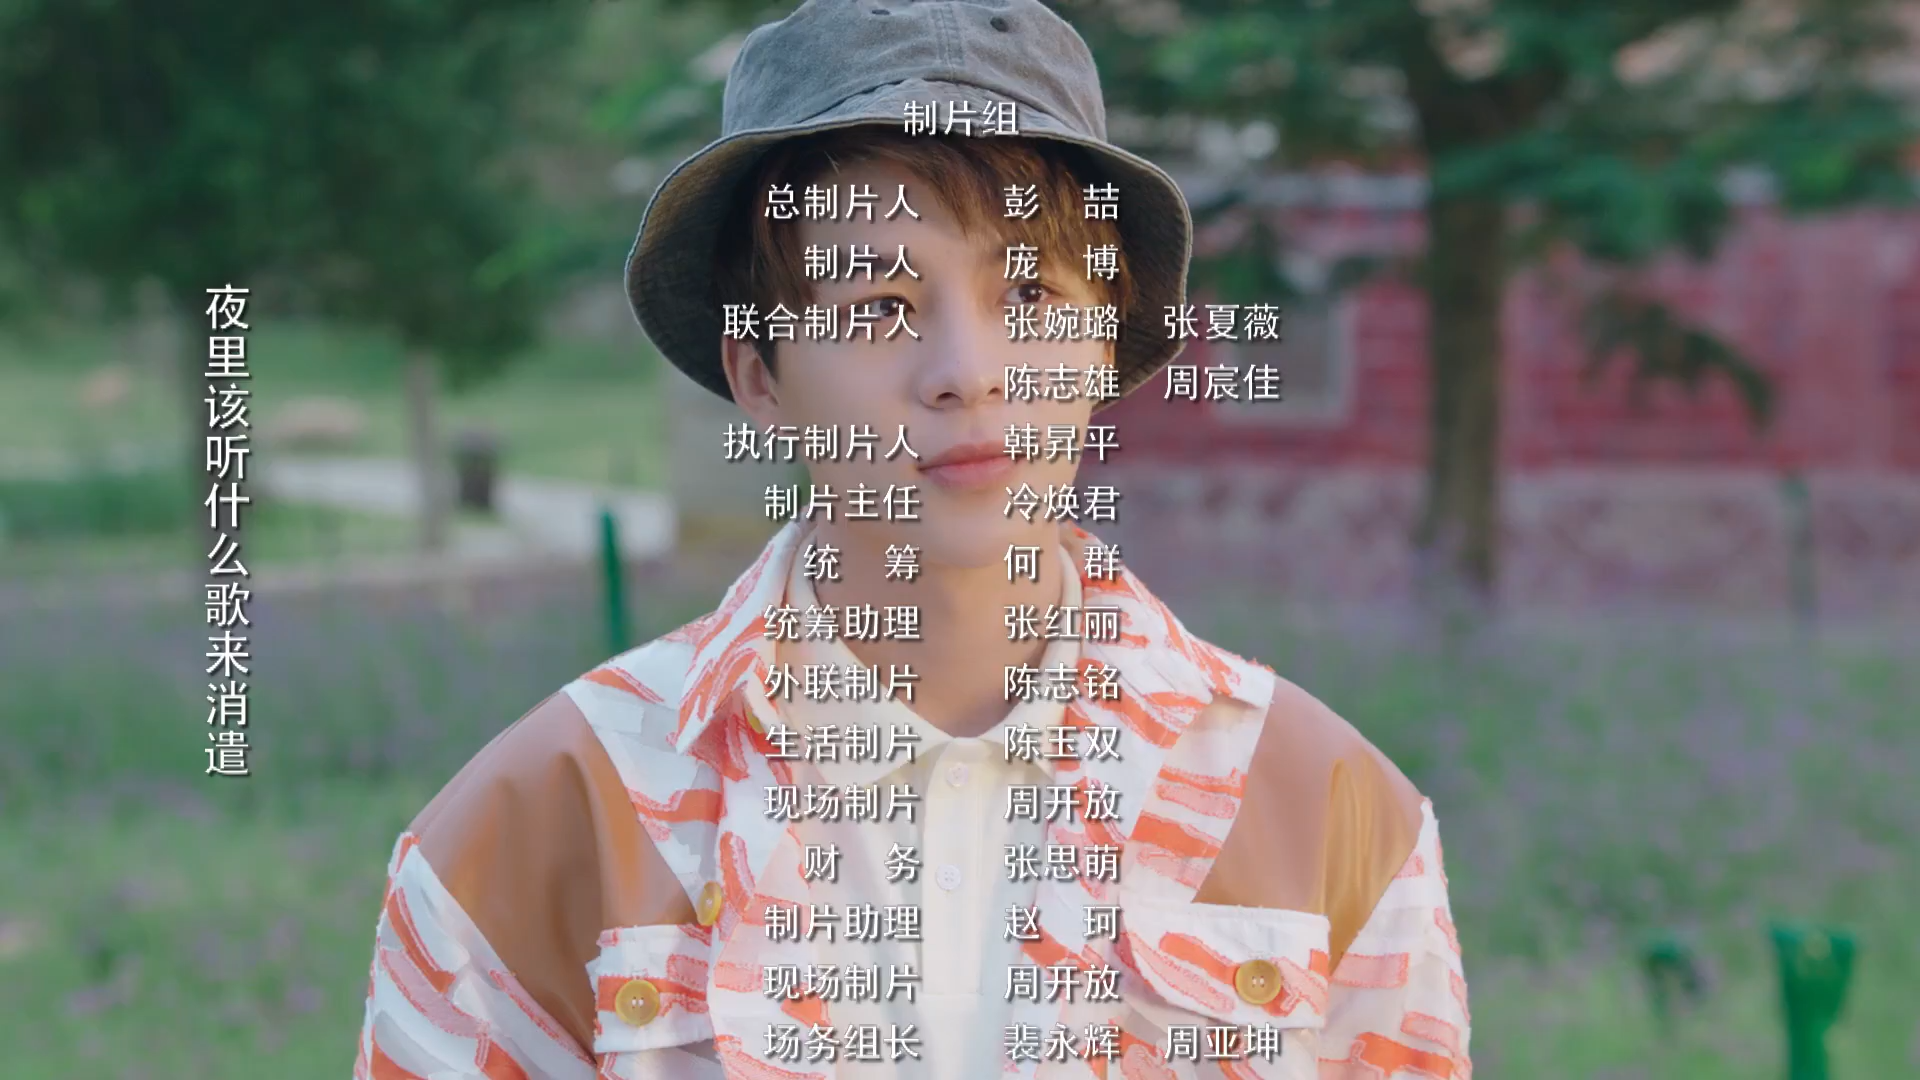 夜里该听什么歌来消遣
制片组
总制片人 彭 喆
制片人 庞 博
联合制片人 张婉璐 张夏薇
陈志雄 周宸佳
执行制片人 韩昇平
制片主任 冷焕君
统 筹 何 群
统筹助理 张红丽
外联制片 陈志铭
生活制片 陈玉双
现场制片 周开放
财 务 张思萌
制片助理 赵 珂
现场制片 周开放
场务组长 裴永辉 周亚坤